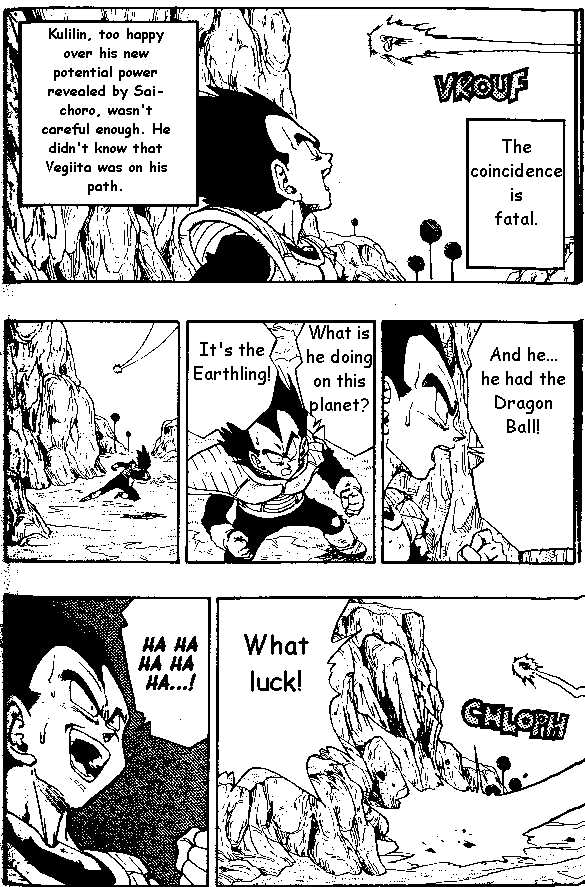 Kulilin, too happy
over his new
potential power
revealed by Sai-
choro, wasn't
careful enough. He
didn't know that
Vegiita was on his
path.
VKOUF
The
coincidence
is
fatal.
It's the
Earthling!
What is
he doing
on this
planet?
And he...
he had the
Dragon
Ball!
HA HA
HA HA
HA...!
What
luck!
CHLOPH